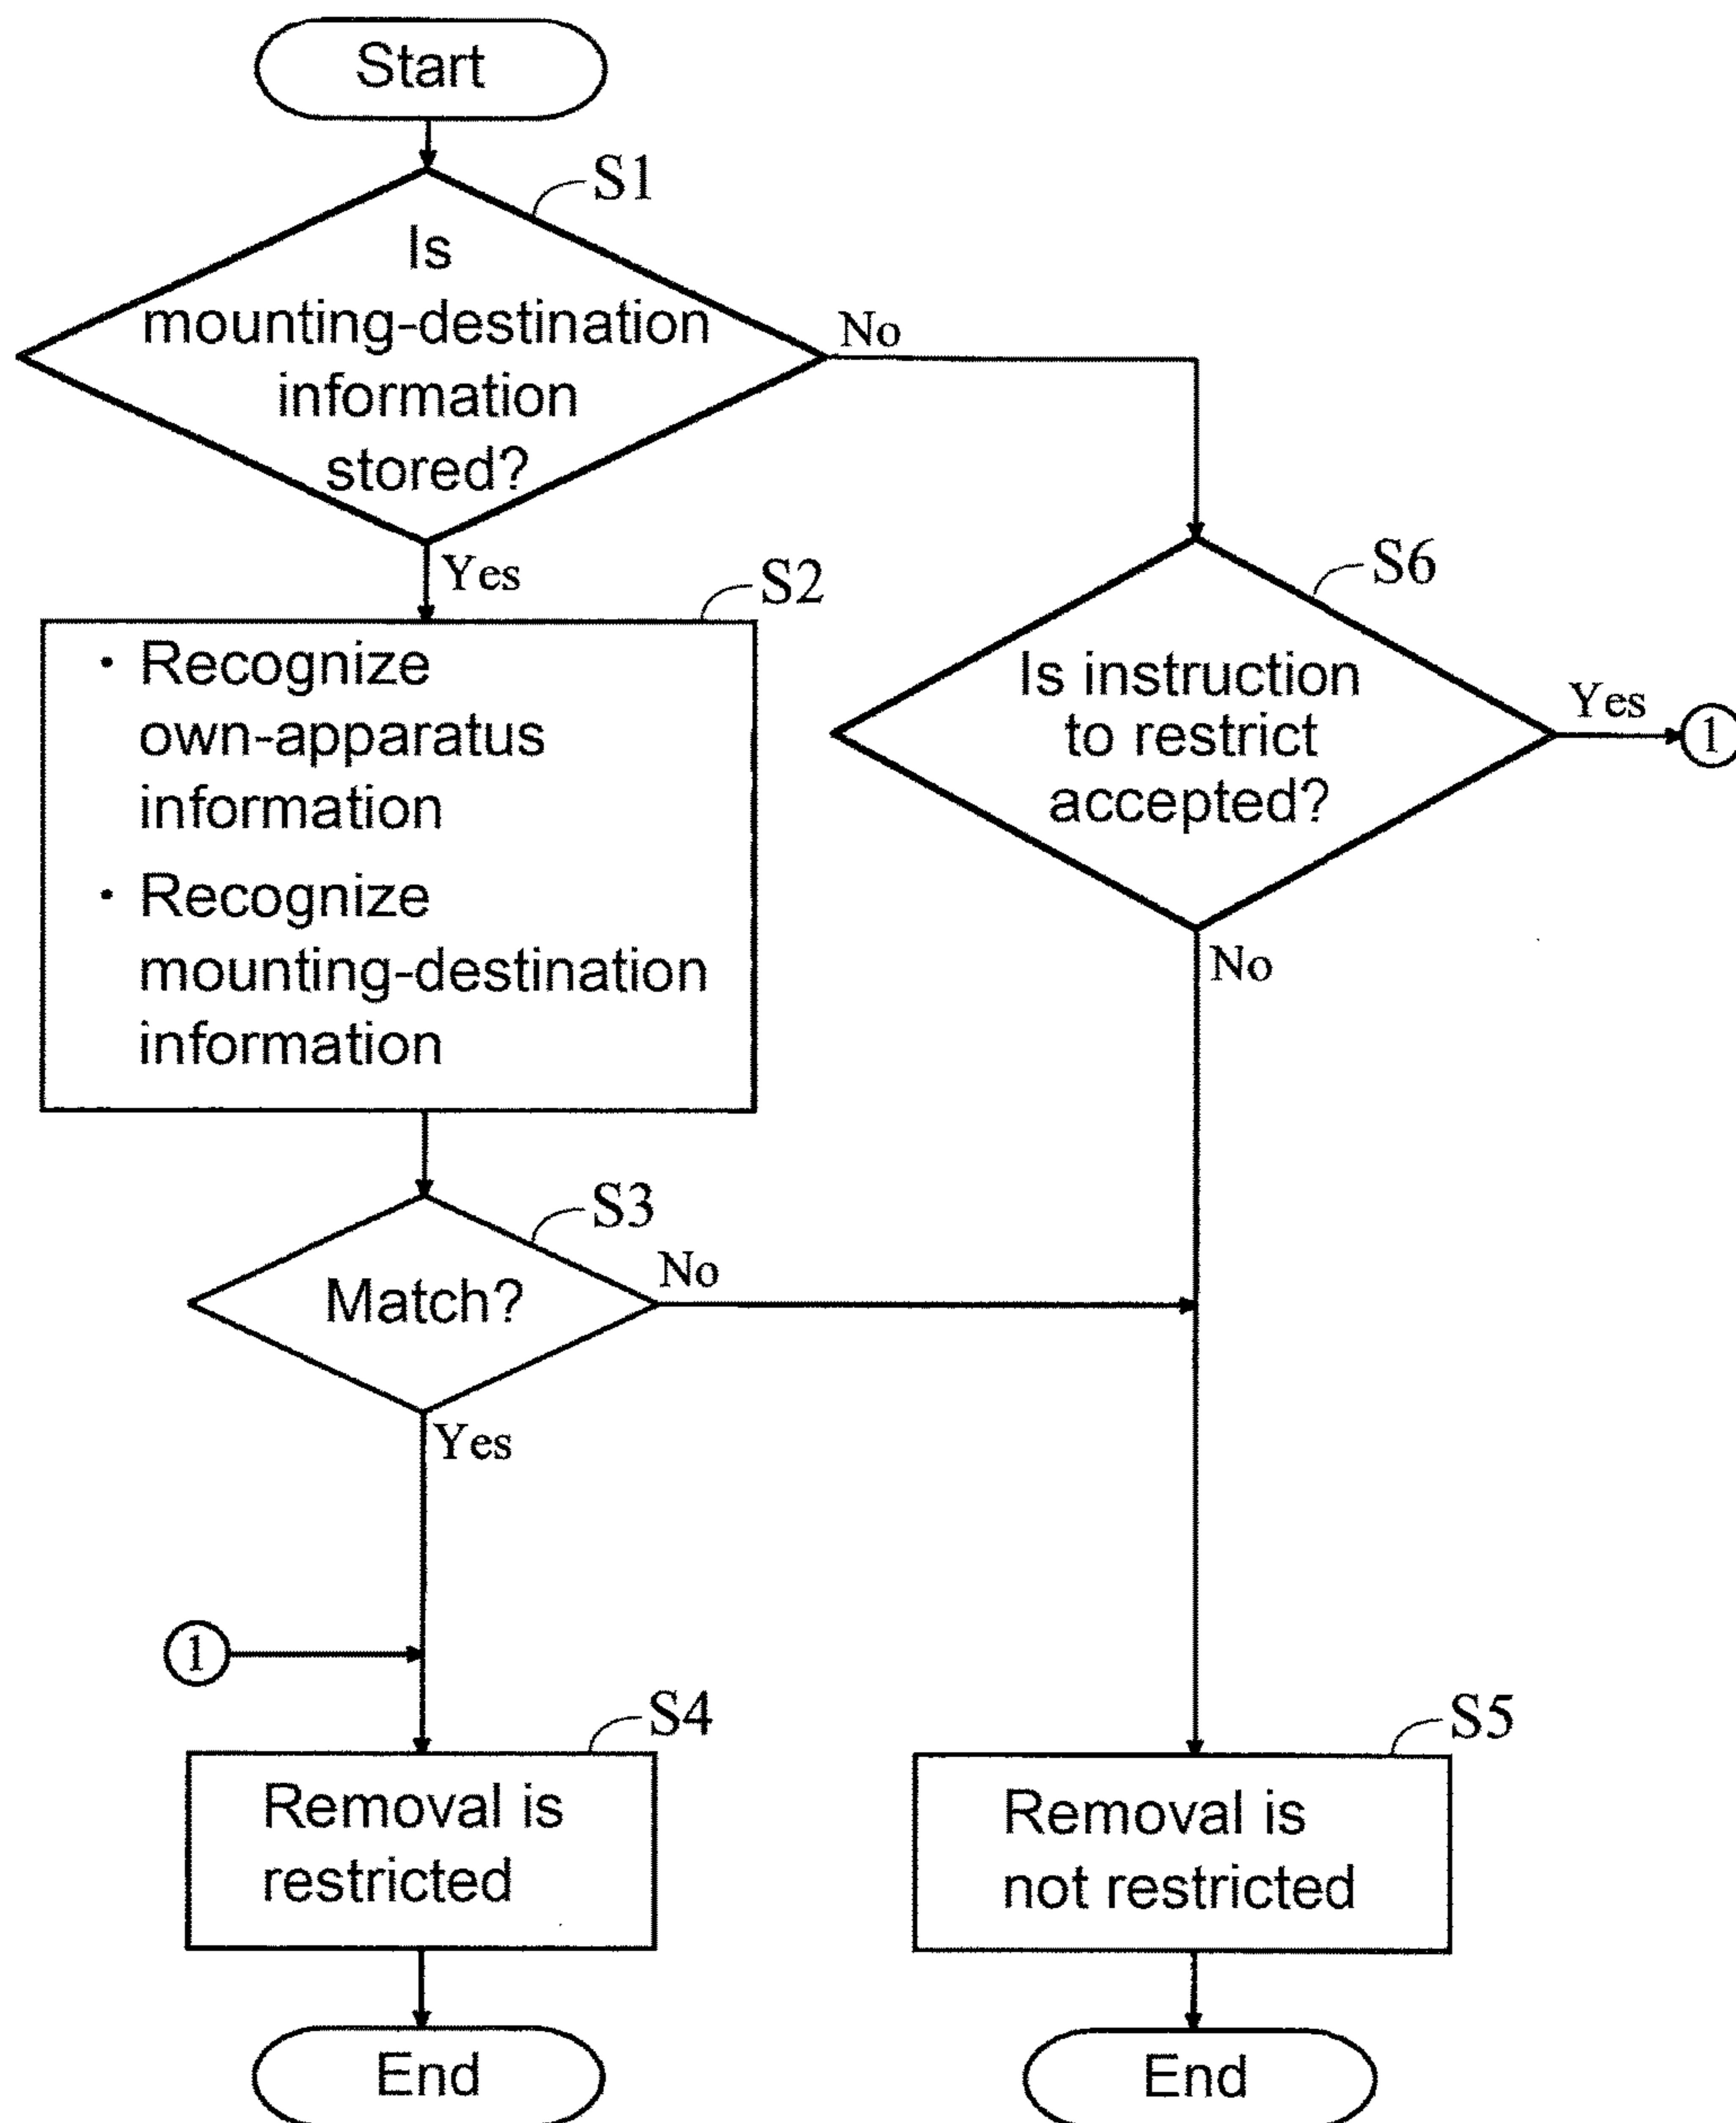 Start
S1
Is
mounting-destination
information
stored?
No
Yes
S2
・ Recognize
own-apparatus
information
・ Recognize
mounting-destination
information
S6
Is instruction
to restrict
accepted?
Yes
1
No
S3
Match?
No
Yes
1
S4
Removal is
restricted
S5
Removal is
not restricted
End
End